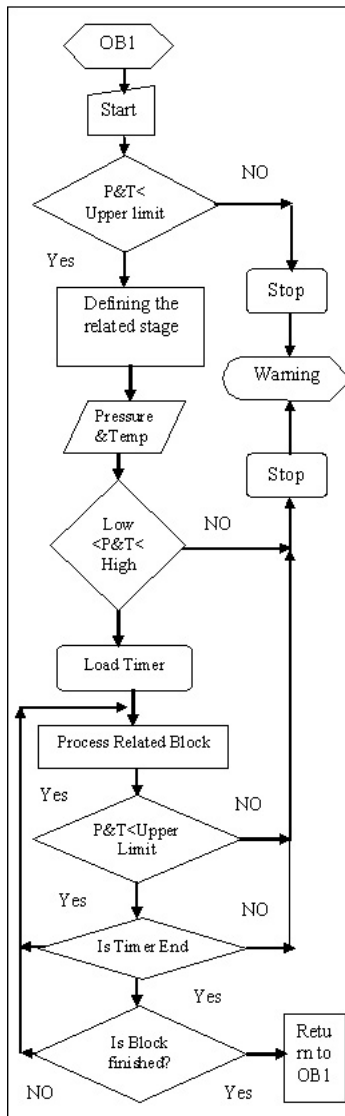 OB1
Start
P&T<
Upper limit
NO
Yes
Stop
Defining the
related stage
Warning
Pressure
&Temp
Stop
Low
<P&T<
High
NO
Load Timer
Process Related Block
Yes
NO
P&T<Upper
Limit
Yes
NO
Is Timer End
Yes
Is Block
finished?
Retu
rn to
OB1
NO
Yes